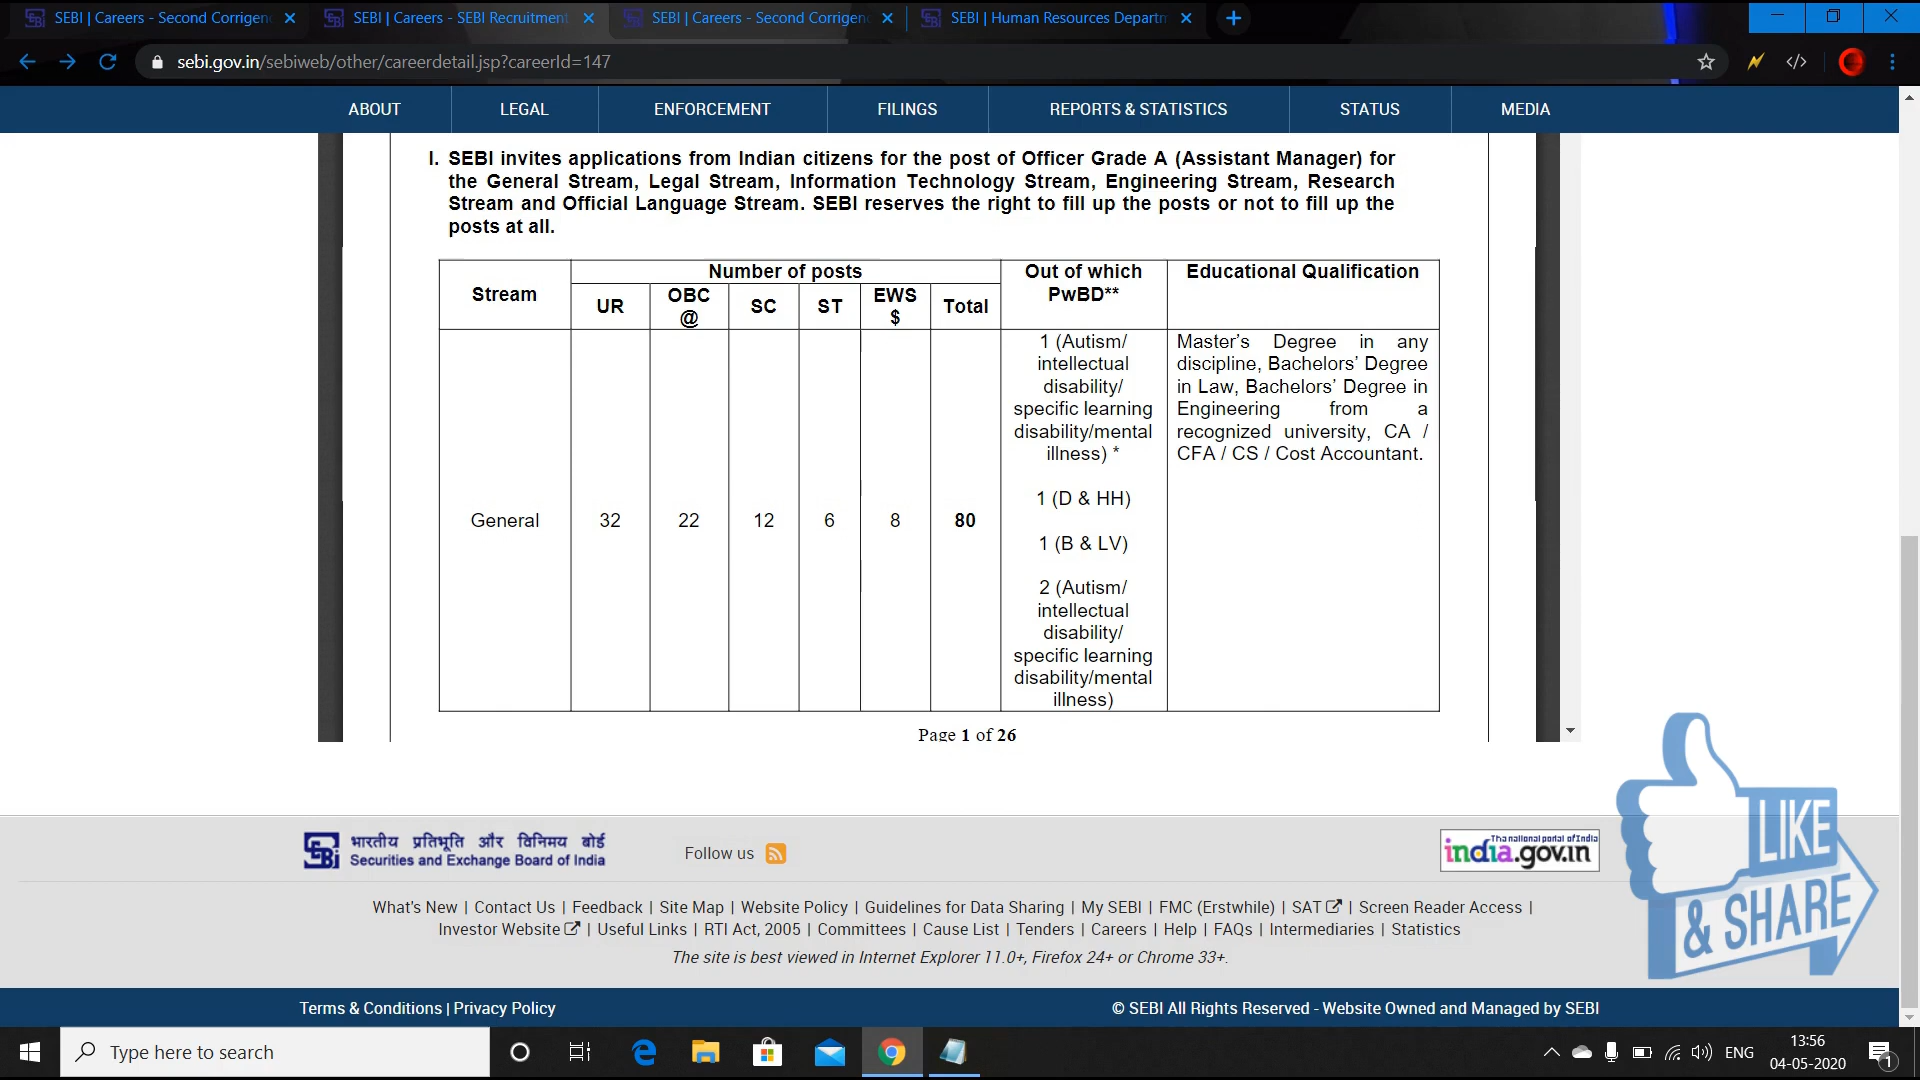 SEBI | Careers - Second Corrigen
SEBI | Careers - SEBI Recruitment
SEBI | Careers - Second Corrigen
SEBI | Human Resources Departm
sebi.gov.in/sebiweb/other/careerdetail.jsp?careerId=147
ABOUT
LEGAL
ENFORCEMENT
FILINGS
REPORTS & STATISTICS
STATUS
MEDIA
I. SEBI invites applications from Indian citizens for the post of Officer Grade A (Assistant Manager) for
the General Stream, Legal Stream, Information Technology Stream, Engineering Stream, Research
Stream and Official Language Stream. SEBI reserves the right to fill up the posts or not to fill up the
posts at all.
Stream
Number of posts
UR
OBC
@
SC
ST
EWS
$
Total
Out of which
PwBD**
Educational Qualification
General
32
22
12
6
8
80
1 (Autism/
intellectual
disability/
specific learning
disability/mental
illness) *
1 (D & HH)
1 (B & LV)
2 (Autism/
intellectual
disability/
specific learning
disability/mental
illness)
Master's Degree in any
discipline, Bachelors' Degree
in Law, Bachelors' Degree in
Engineering from a
recognized university, CA /
CFA / CS / Cost Accountant.
Page 1 of 26
LIKE
& SHARE
भारतीय प्रतिभूति और विनिमय बोर्ड
Securities and Exchange Board of India
Follow us
The national portal of India
india.gov.in
What's New | Contact Us | Feedback | Site Map | Website Policy | Guidelines for Data Sharing | My SEBI | FMC (Erstwhile) | SAT | Screen Reader Access |
Investor Website | Useful Links | RTI Act, 2005 | Committees | Cause List | Tenders | Careers | Help | FAQs | Intermediaries | Statistics
The site is best viewed in Internet Explorer 11.0+, Firefox 24+ or Chrome 33+.
Terms & Conditions | Privacy Policy
© SEBI All Rights Reserved - Website Owned and Managed by SEBI
Type here to search
ENG
13:56
04-05-2020
1